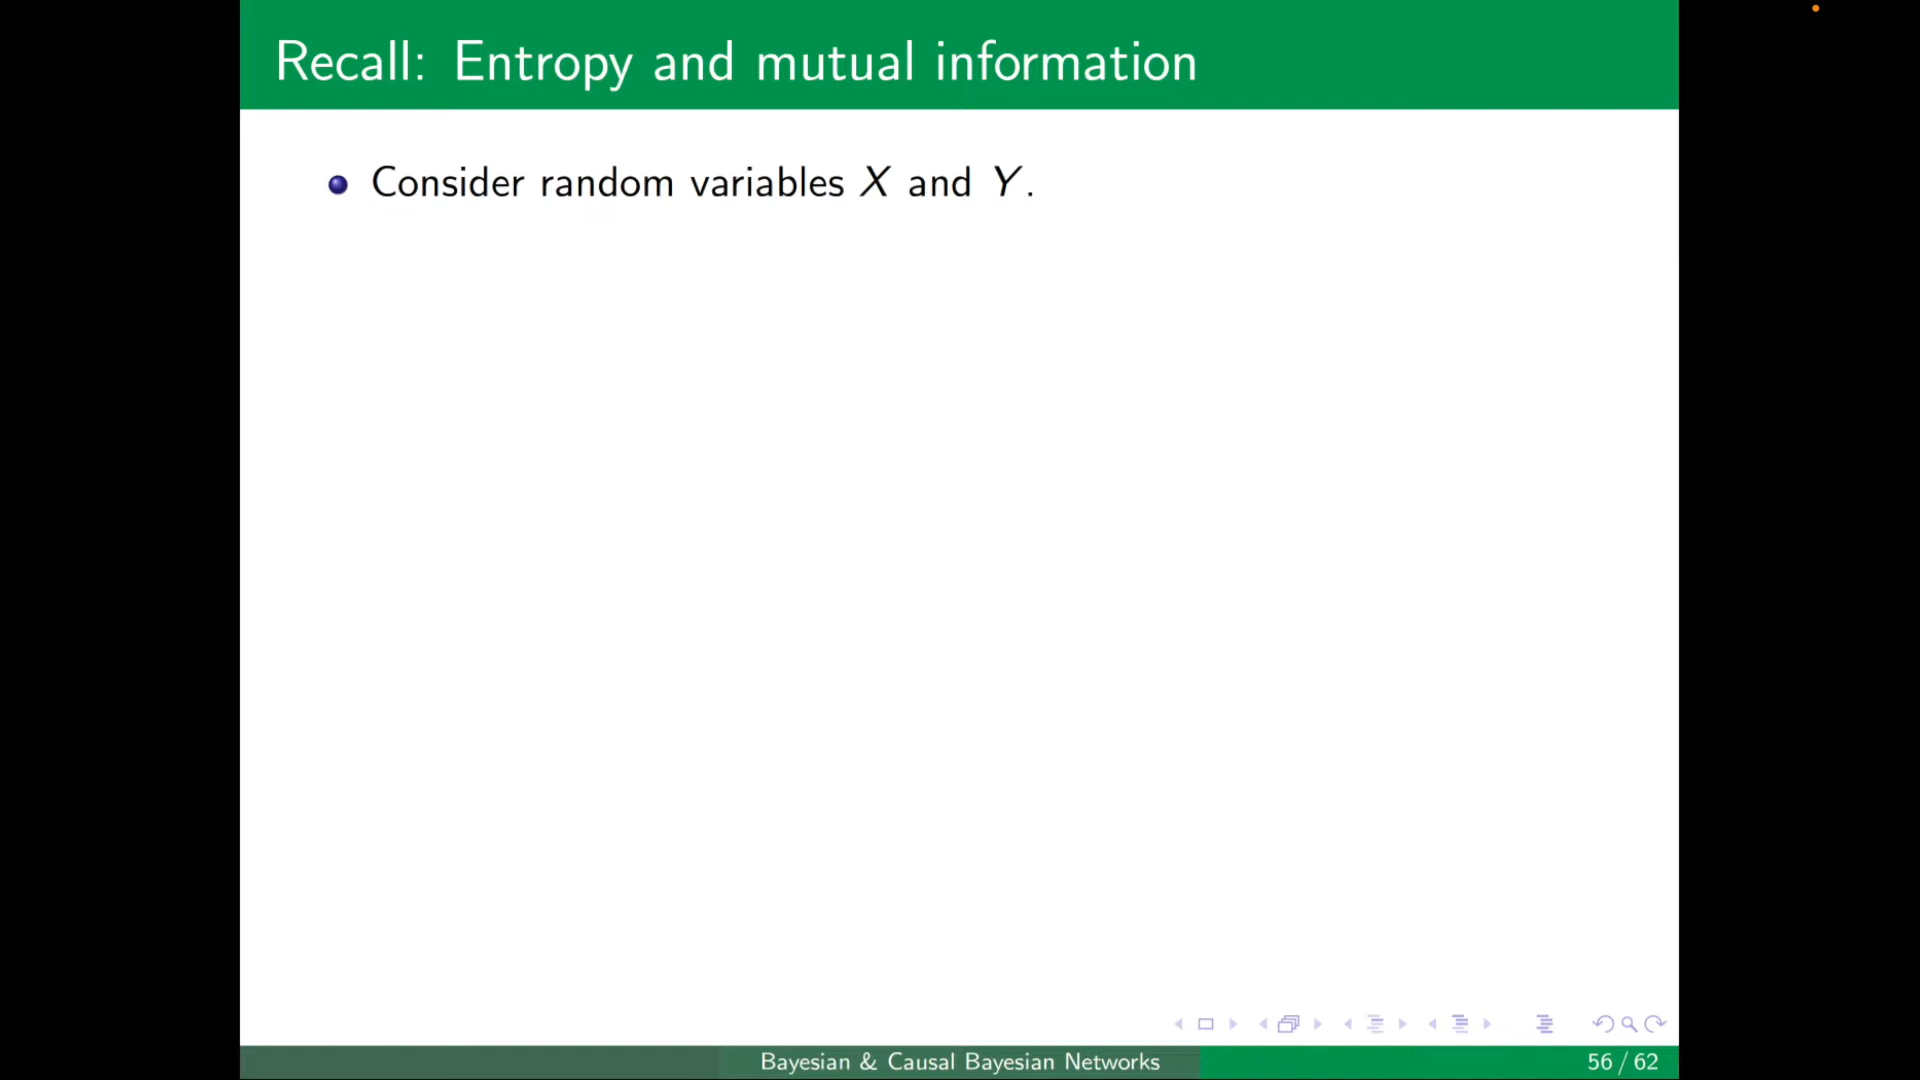 Recall: Entropy and mutual information
Consider random variables X and Y.
Bayesian & Causal Bayesian Networks
56 / 62